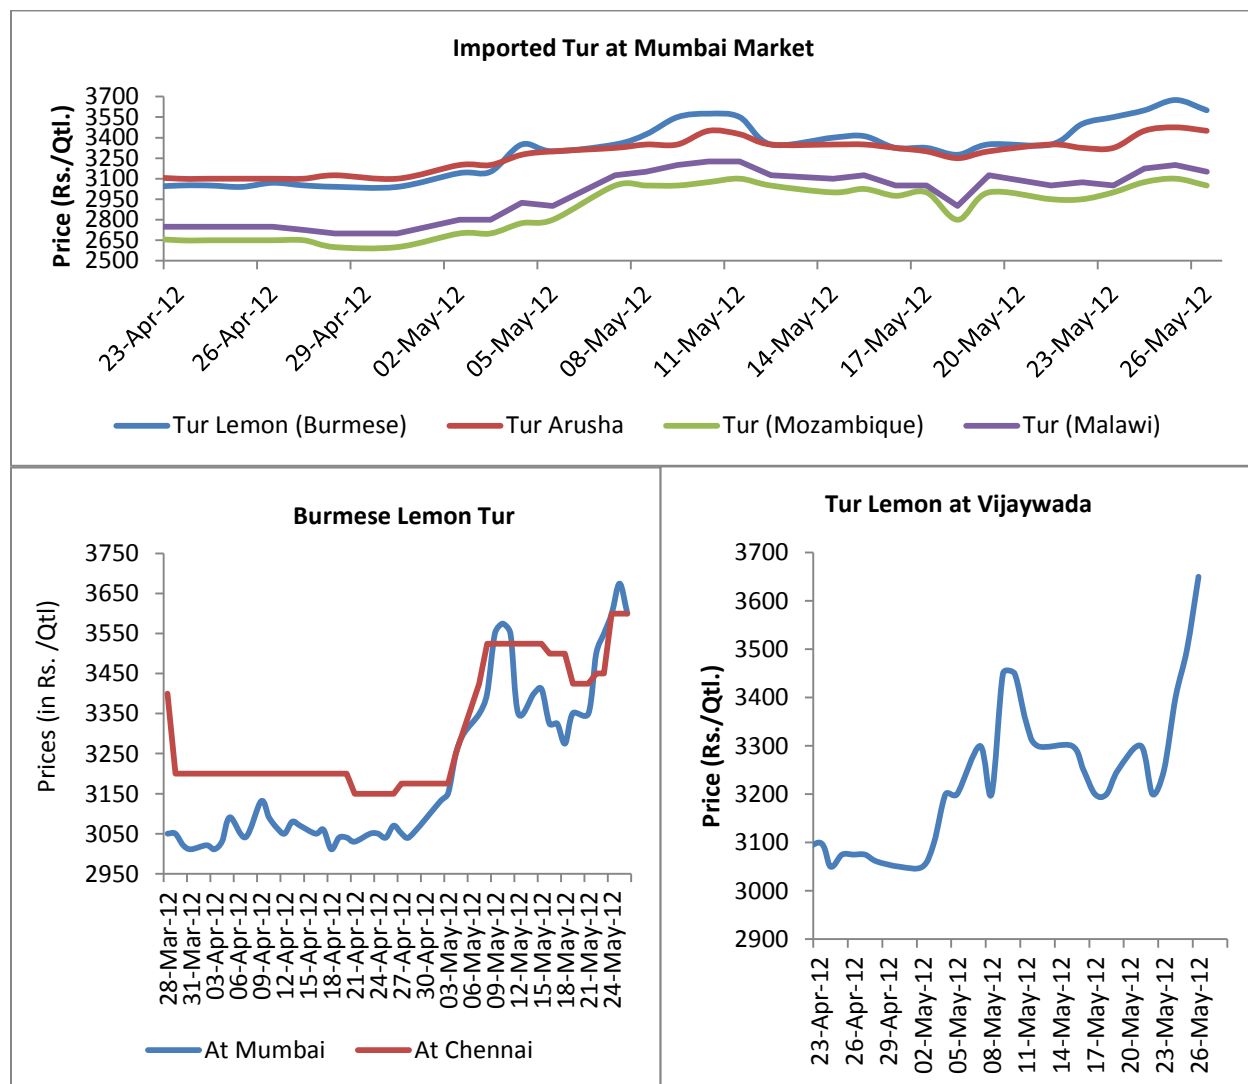 Imported Tur at Mumbai Market
Price (Rs./Qtl.)
3700
3550
3400
3250
3100
2950
2800
2650
2500
23-Apr-12
26-Apr-12
29-Apr-12
02-May-12
05-May-12
08-May-12
11-May-12
14-May-12
17-May-12
20-May-12
23-May-12
26-May-12
Tur Lemon (Burmese) Tur Arusha Tur (Mozambique) Tur (Malawi)
Burmese Lemon Tur
Prices (in Rs. /Qtl)
3750
3650
3550
3450
3350
3250
3150
3050
2950
28-Mar-12
31-Mar-12
03-Apr-12
06-Apr-12
09-Apr-12
12-Apr-12
15-Apr-12
18-Apr-12
21-Apr-12
24-Apr-12
27-Apr-12
30-Apr-12
03-May-12
06-May-12
09-May-12
12-May-12
15-May-12
18-May-12
21-May-12
24-May-12
At Mumbai At Chennai
Tur Lemon at Vijaywada
Price (Rs./Qtl.)
3700
3600
3500
3400
3300
3200
3100
3000
2900
23-Apr-12
26-Apr-12
29-Apr-12
02-May-12
05-May-12
08-May-12
11-May-12
14-May-12
17-May-12
20-May-12
23-May-12
26-May-12